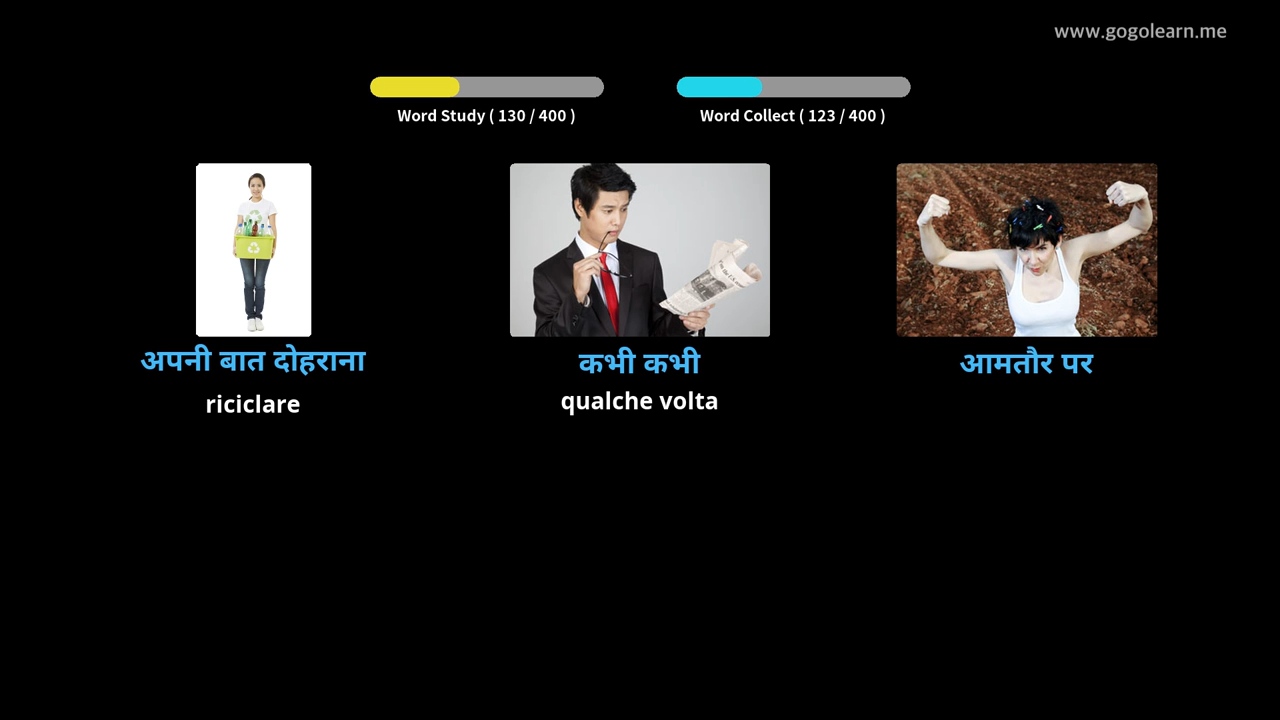 www.gogolearn.me
Word Study ( 130 / 400 )
Word Collect ( 123 / 400 )
अपनी बात दोहराना
कभी कभी
आमतौर पर
riciclare
qualche volta